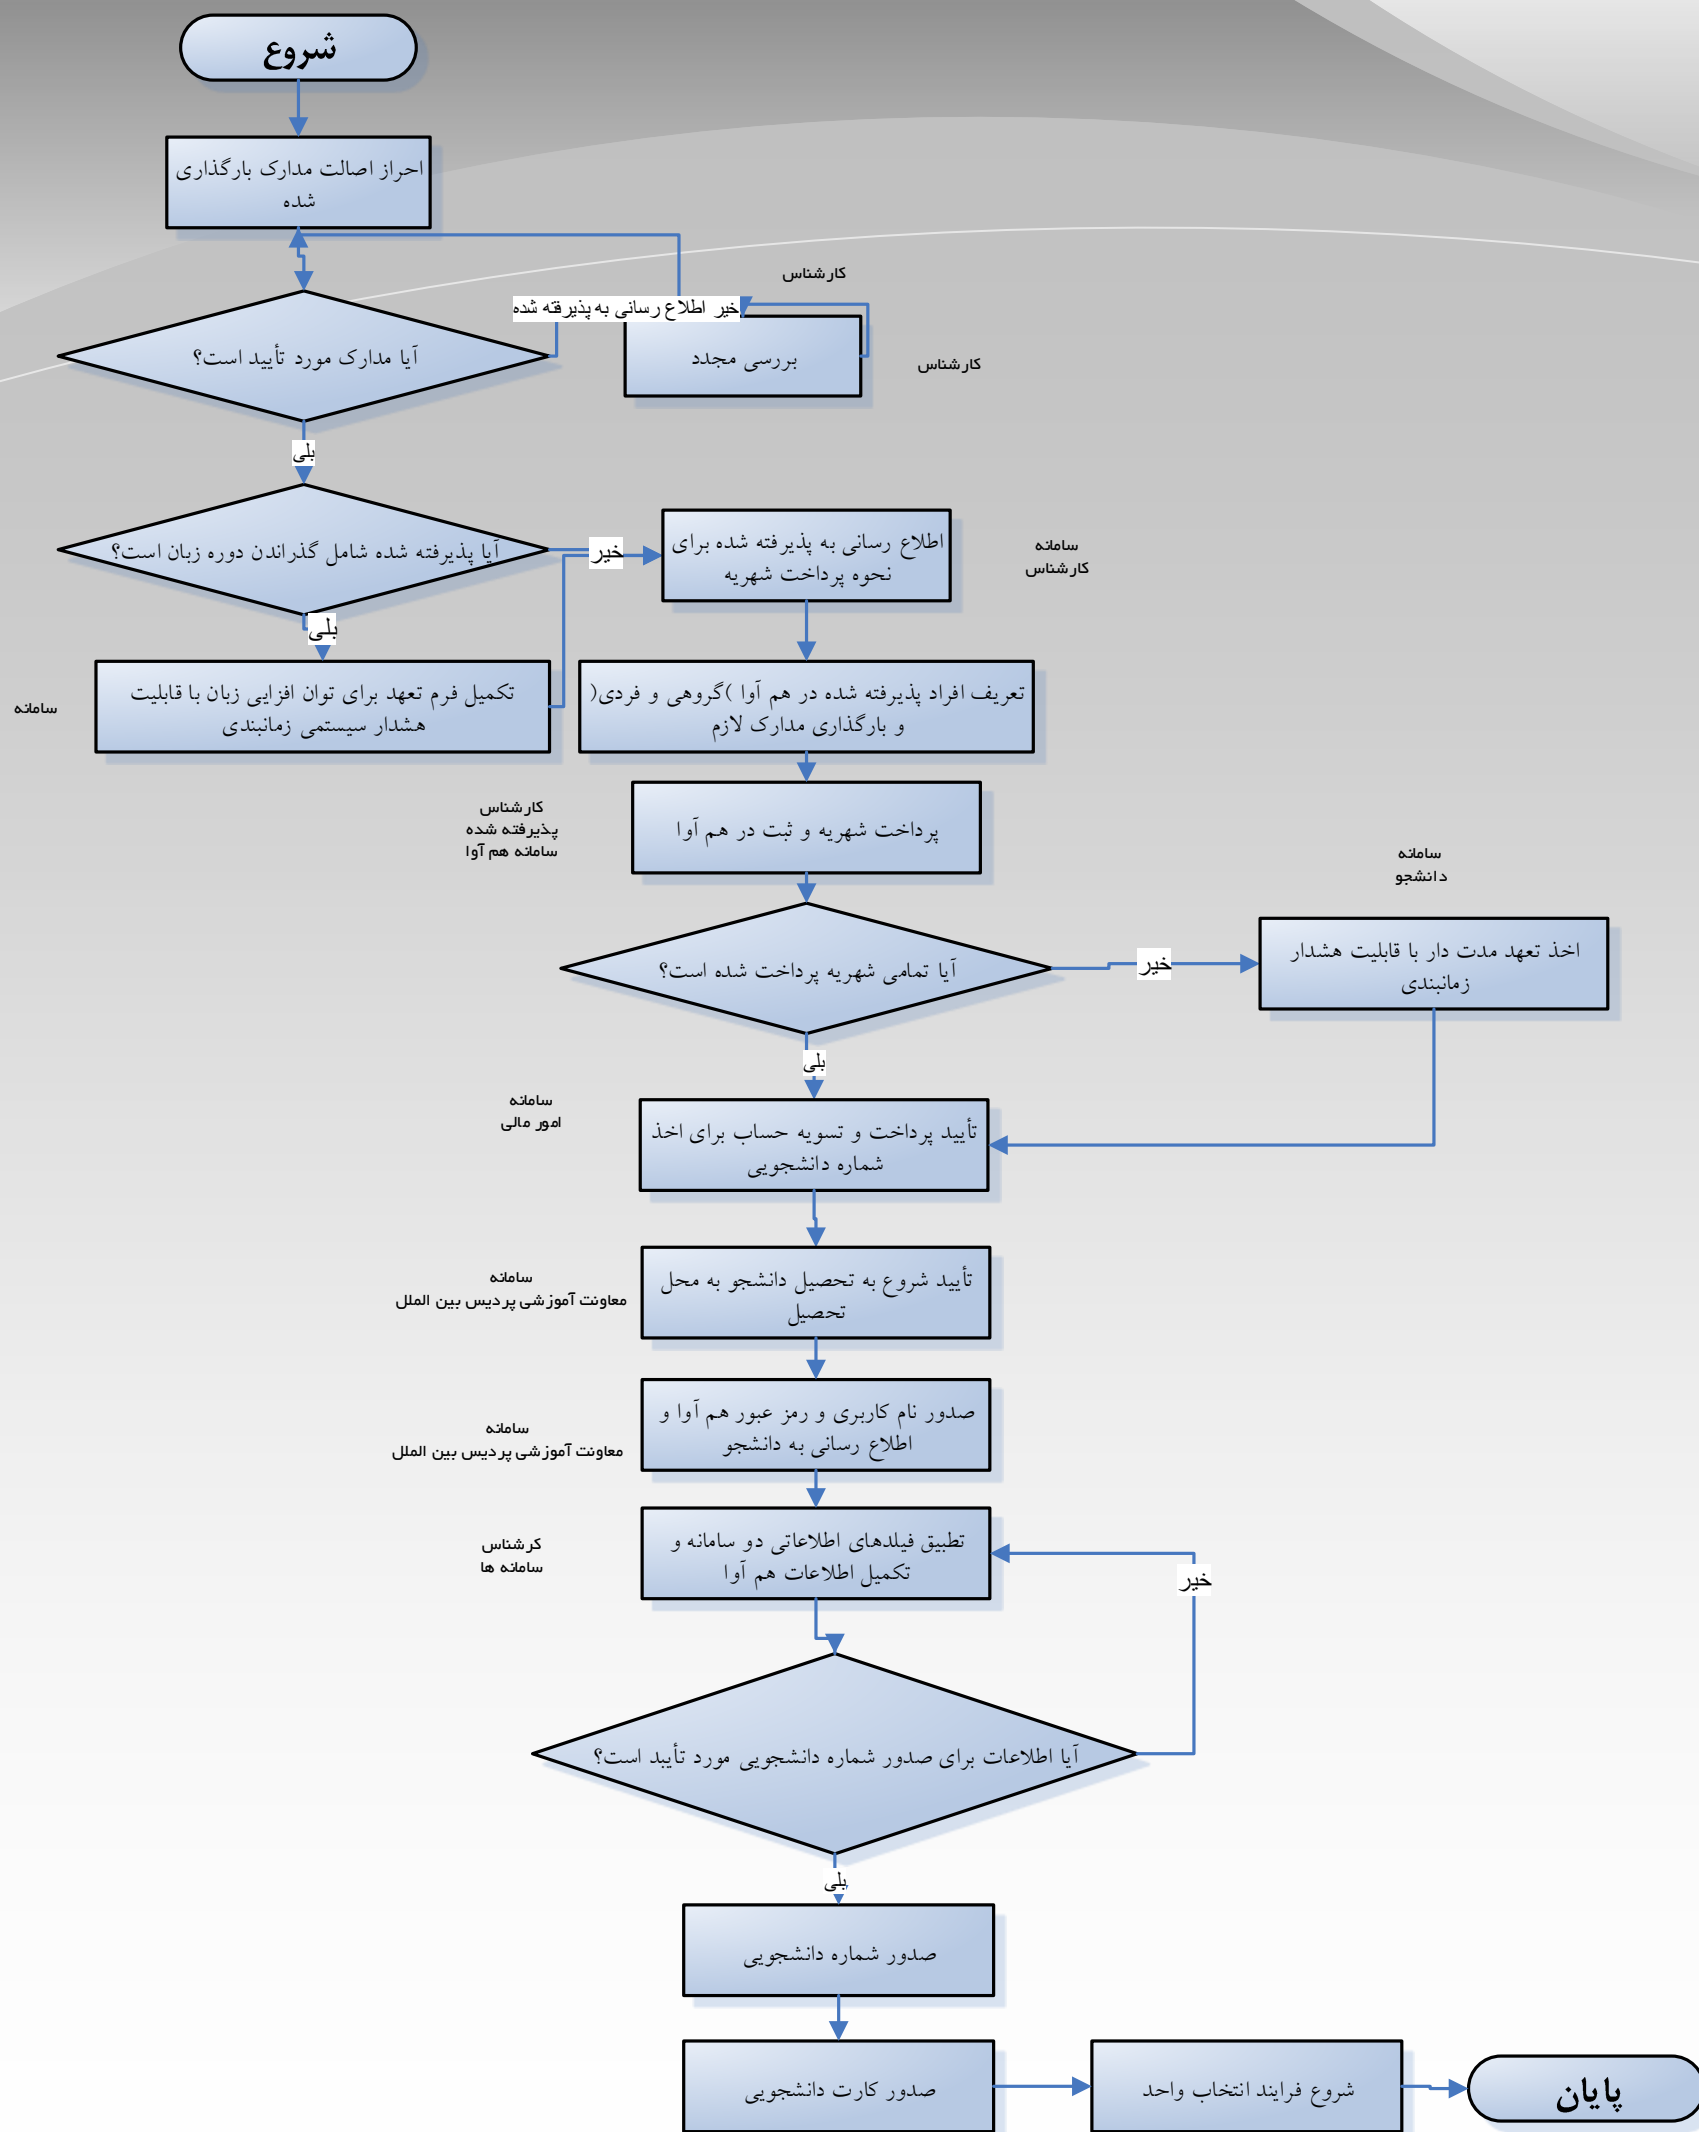 شروع
احراز اصالت مدارک بارگذاری
شده
کارشناس
خیر اطلاع رسانی به پذیرفته شده
آیا مدارک مورد تأیید است؟
بررسی مجدد
کارشناس
بلی
آیا پذیرفته شده شامل گذراندن دوره زبان است؟
خیر
اطلاع رسانی به پذیرفته شده برای
نحوه پرداخت شهریه
سامانه
کارشناس
بلی
تکمیل فرم تعهد برای توان افزایی زبان با قابلیت
هشدار سیستمی زمانبندی
سامانه
تعریف افراد پذیرفته شده در هم آوا )گروهی و فردی(
و بارگذاری مدارک لازم
کارشناس
پذیرفته شده
سامانه هم آوا
پرداخت شهریه و ثبت در هم آوا
سامانه
دانشجو
آیا تمامی شهریه پرداخت شده است؟
خیر
اخذ تعهد مدت دار با قابلیت هشدار
زمانبندی
بلی
سامانه
امور مالی
تأیید پرداخت و تسویه حساب برای اخذ
شماره دانشجویی
سامانه
معاونت آموزشی پردیس بین الملل
تأیید شروع به تحصیل دانشجو به محل
تحصیل
سامانه
معاونت آموزشی پردیس بین الملل
صدور نام کاربری و رمز عبور هم آوا و
اطلاع رسانی به دانشجو
کرشناس
سامانه ها
تطبیق فیلدهای اطلاعاتی دو سامانه و
تکمیل اطلاعات هم آوا
خیر
آیا اطلاعات برای صدور شماره دانشجویی مورد تأیید است؟
بلی
صدور شماره دانشجویی
صدور کارت دانشجویی
شروع فرایند انتخاب واحد
پایان